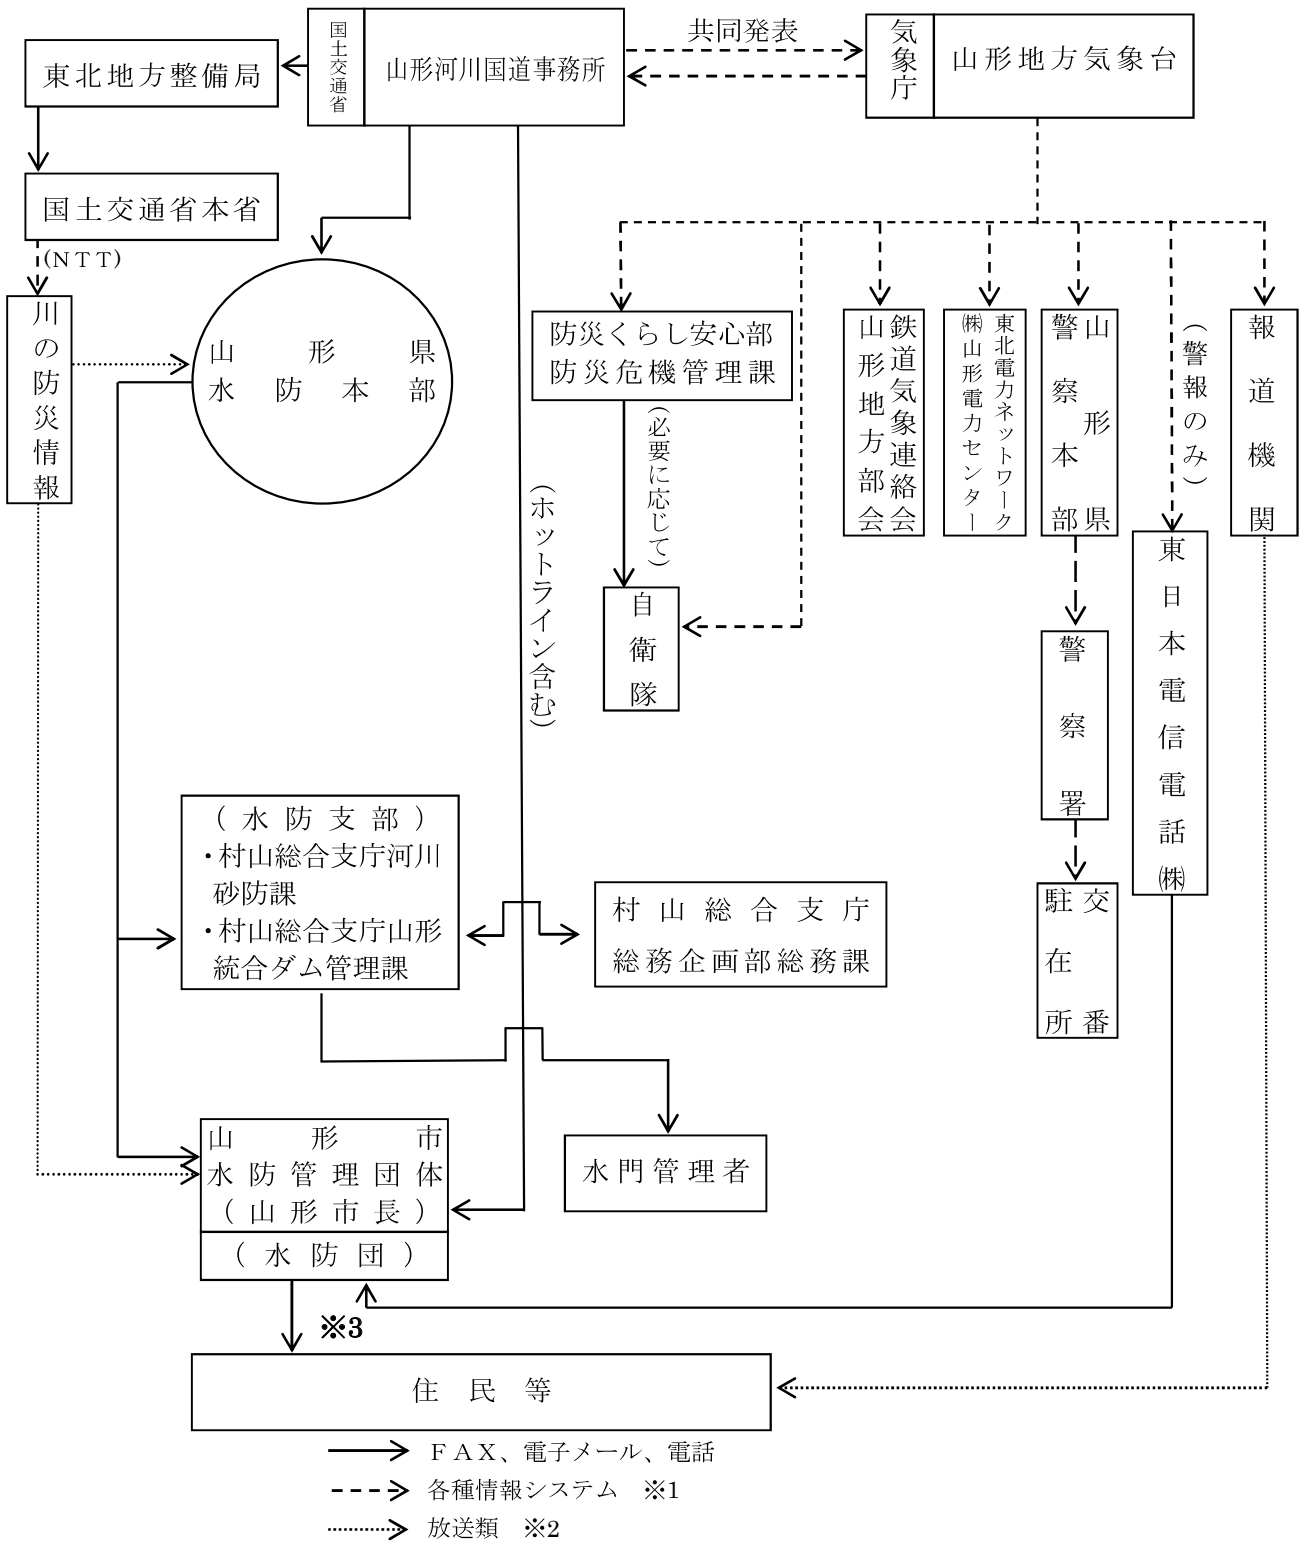 国土交通省
山形河川国道事務所
共同発表
気象庁
山形地方気象台
東北地方整備局
国土交通省本省
(ＮＴＴ)
川の防災情報
山形県
水防本部
防災くらし安心部
防災危機管理課
(必要に応じて)
自衛隊
鉄道気象連絡会
山形地方部会
東北電力ネットワーク
㈱山形電力センター
山形県
警察本部
(警報のみ)
報道機関
(ホットライン含む)
警察署
東日本電信電話㈱
交番
駐在所
（水防支部）
・村山総合支庁河川
砂防課
・村山総合支庁山形
統合ダム管理課
村山総合支庁
総務企画部総務課
山形市
水防管理団体
（山形市長）
（水防団）
水門管理者
※3
住民等
ＦＡＸ、電子メール、電話
各種情報システム　※1
放送類　※2